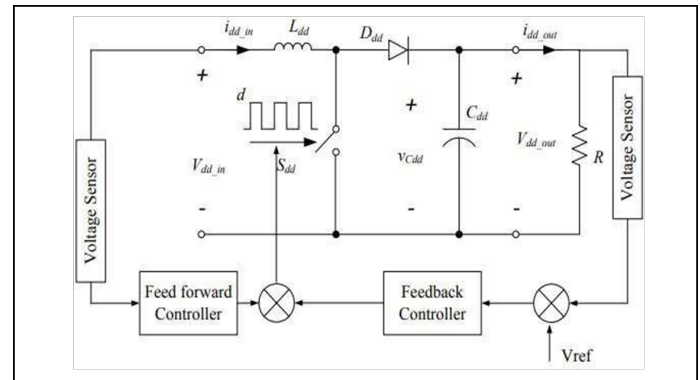 i_dd_in
L_dd
D_dd
i_dd_out
+
+
+
d
C_dd
V_dd_in
S_dd
v_Cdd
V_dd_out
R
-
-
-
Voltage Sensor
Voltage Sensor
Feed forward
Controller
Feedback
Controller
Vref